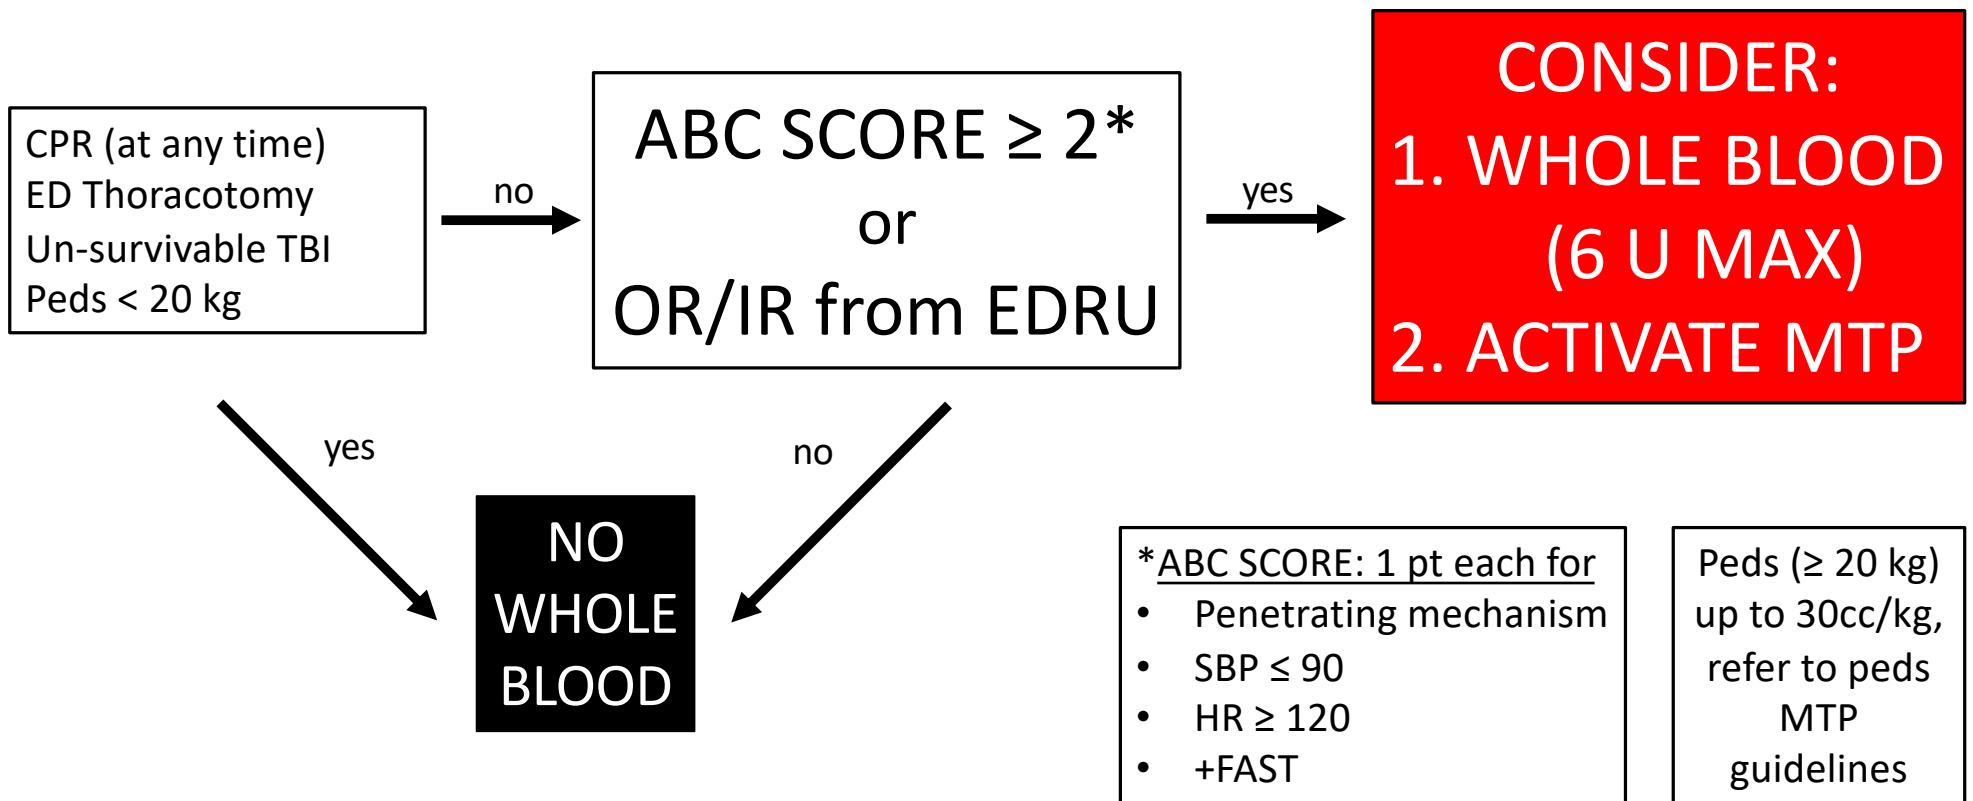 CPR (at any time)
ED Thoracotomy
Un-survivable TBI
Peds < 20 kg
no
ABC SCORE ≥ 2*
or
OR/IR from EDRU
yes
CONSIDER:
1. WHOLE BLOOD
(6 U MAX)
2. ACTIVATE MTP
yes
no
NO
WHOLE
BLOOD
*ABC SCORE: 1 pt each for
• Penetrating mechanism
• SBP ≤ 90
• HR ≥ 120
• +FAST
Peds (≥ 20 kg)
up to 30cc/kg,
refer to peds
MTP
guidelines